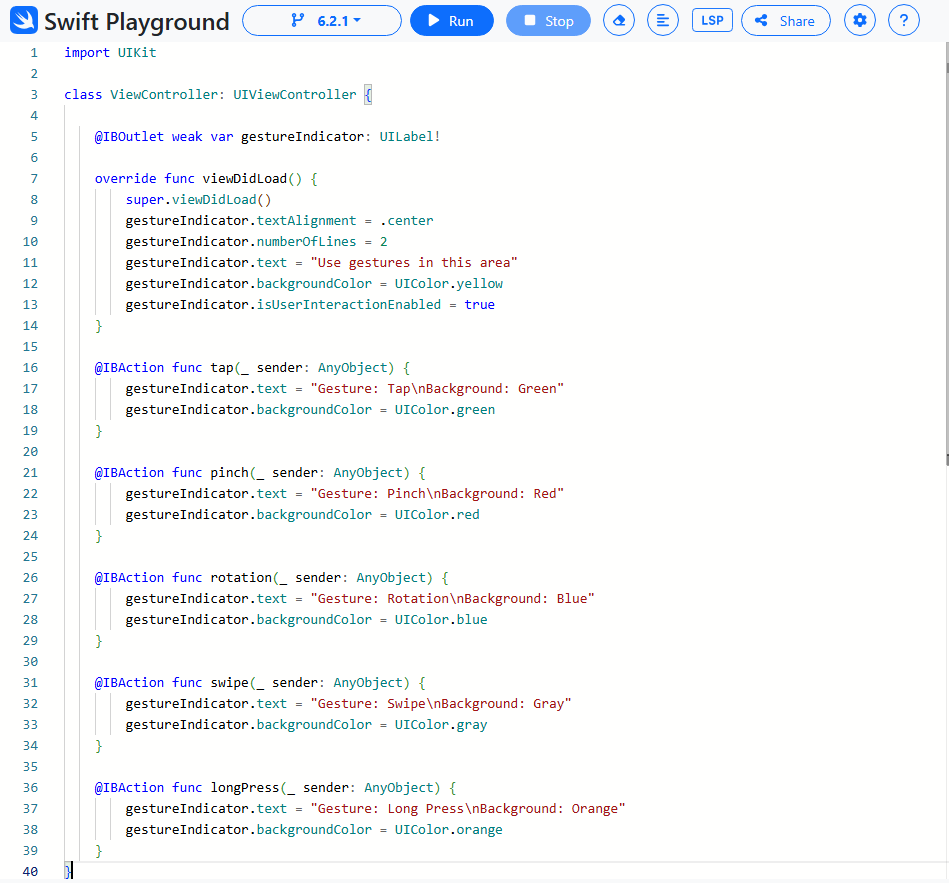 Swift Playground 6.2.1 Run Stop LSP Share ?
1 import UIKit
2
3 class ViewController: UIViewController {
4
5     @IBOutlet weak var gestureIndicator: UILabel!
6
7     override func viewDidLoad() {
8         super.viewDidLoad()
9         gestureIndicator.textAlignment = .center
10         gestureIndicator.numberOfLines = 2
11         gestureIndicator.text = "Use gestures in this area"
12         gestureIndicator.backgroundColor = UIColor.yellow
13         gestureIndicator.isUserInteractionEnabled = true
14     }
15
16     @IBAction func tap(_ sender: AnyObject) {
17         gestureIndicator.text = "Gesture: Tap\nBackground: Green"
18         gestureIndicator.backgroundColor = UIColor.green
19     }
20
21     @IBAction func pinch(_ sender: AnyObject) {
22         gestureIndicator.text = "Gesture: Pinch\nBackground: Red"
23         gestureIndicator.backgroundColor = UIColor.red
24     }
25
26     @IBAction func rotation(_ sender: AnyObject) {
27         gestureIndicator.text = "Gesture: Rotation\nBackground: Blue"
28         gestureIndicator.backgroundColor = UIColor.blue
29     }
30
31     @IBAction func swipe(_ sender: AnyObject) {
32         gestureIndicator.text = "Gesture: Swipe\nBackground: Gray"
33         gestureIndicator.backgroundColor = UIColor.gray
34     }
35
36     @IBAction func longPress(_ sender: AnyObject) {
37         gestureIndicator.text = "Gesture: Long Press\nBackground: Orange"
38         gestureIndicator.backgroundColor = UIColor.orange
39     }
40 }